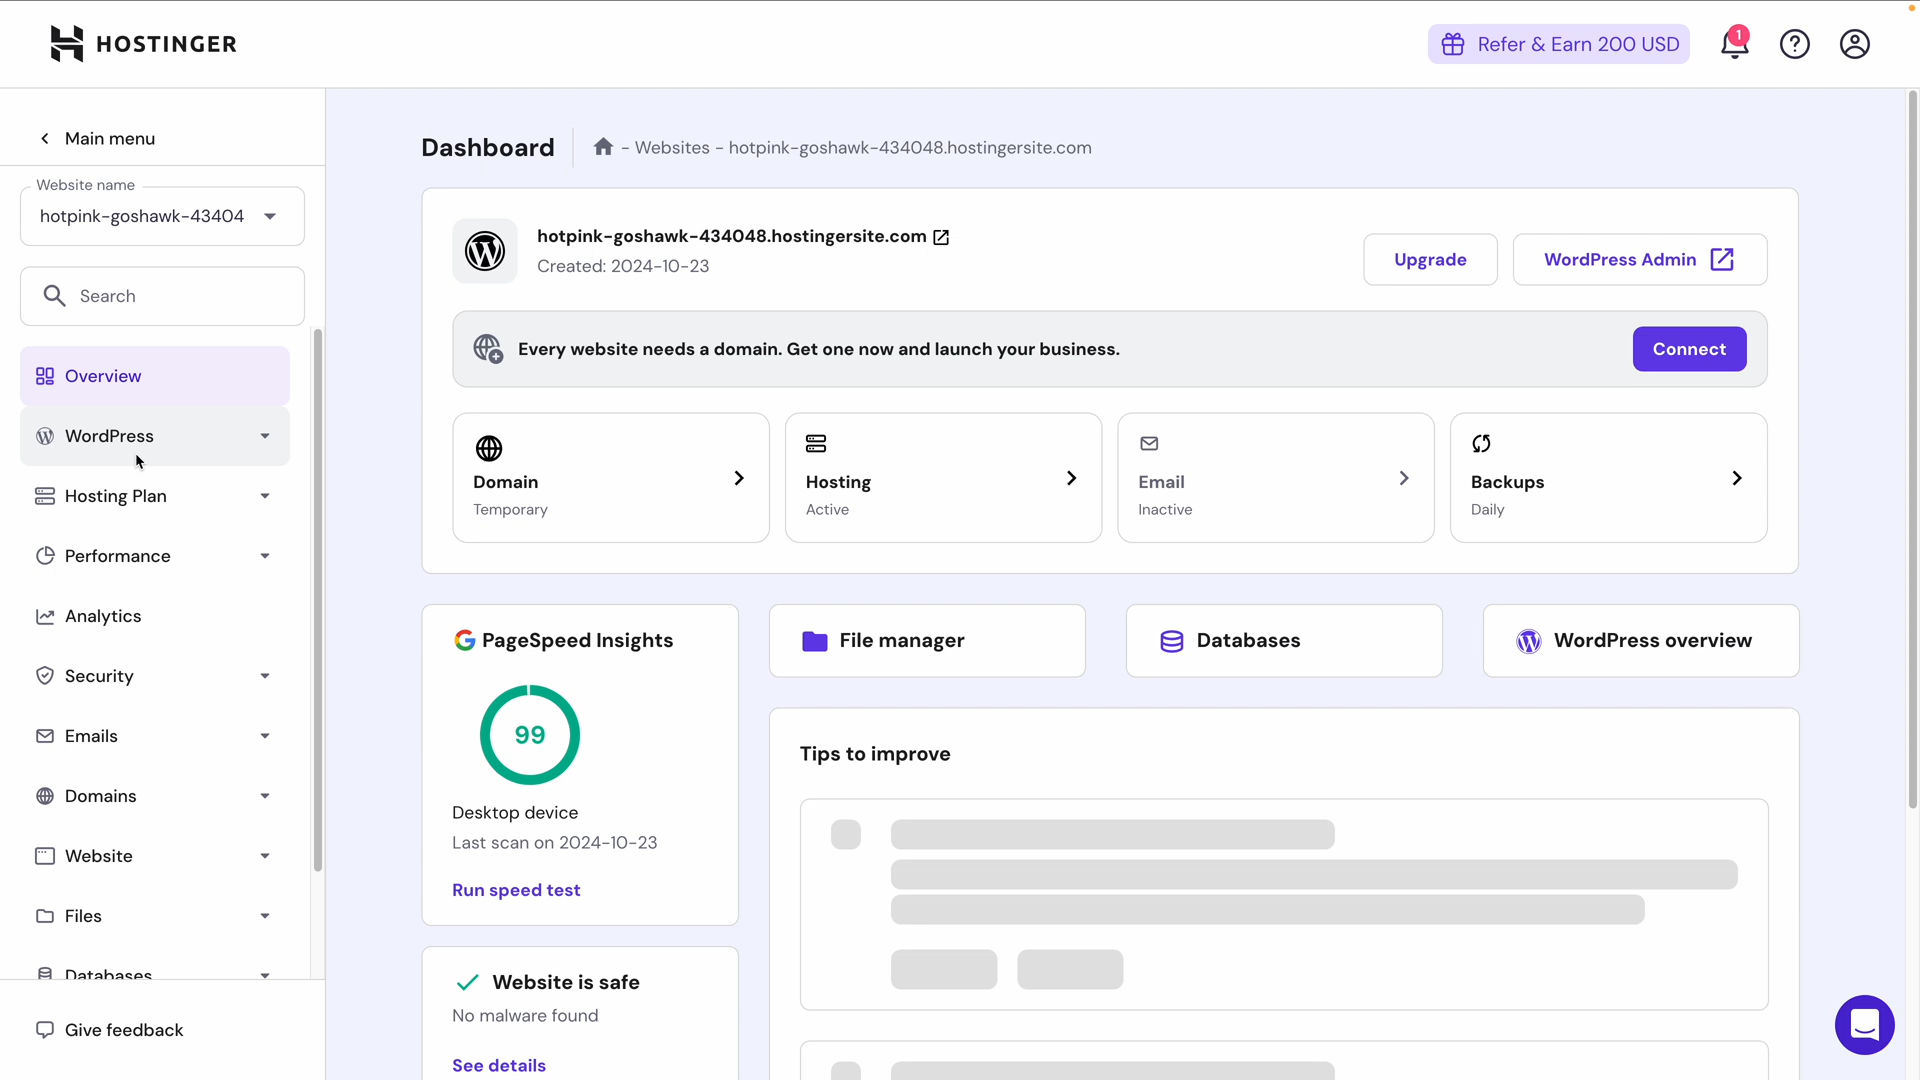 HOSTINGER
Refer & Earn 200 USD
1
Main menu
Website name
hotpink-goshawk-43404
Search
Overview
WordPress
Hosting Plan
Performance
Analytics
Security
Emails
Domains
Website
Files
Databases
Give feedback
Dashboard
- Websites - hotpink-goshawk-434048.hostingersite.com
hotpink-goshawk-434048.hostingersite.com
Created: 2024-10-23
Upgrade
WordPress Admin
Every website needs a domain. Get one now and launch your business.
Connect
Domain
Temporary
Hosting
Active
Email
Inactive
Backups
Daily
PageSpeed Insights
99
Desktop device
Last scan on 2024-10-23
Run speed test
File manager
Databases
WordPress overview
Tips to improve
Website is safe
No malware found
See details